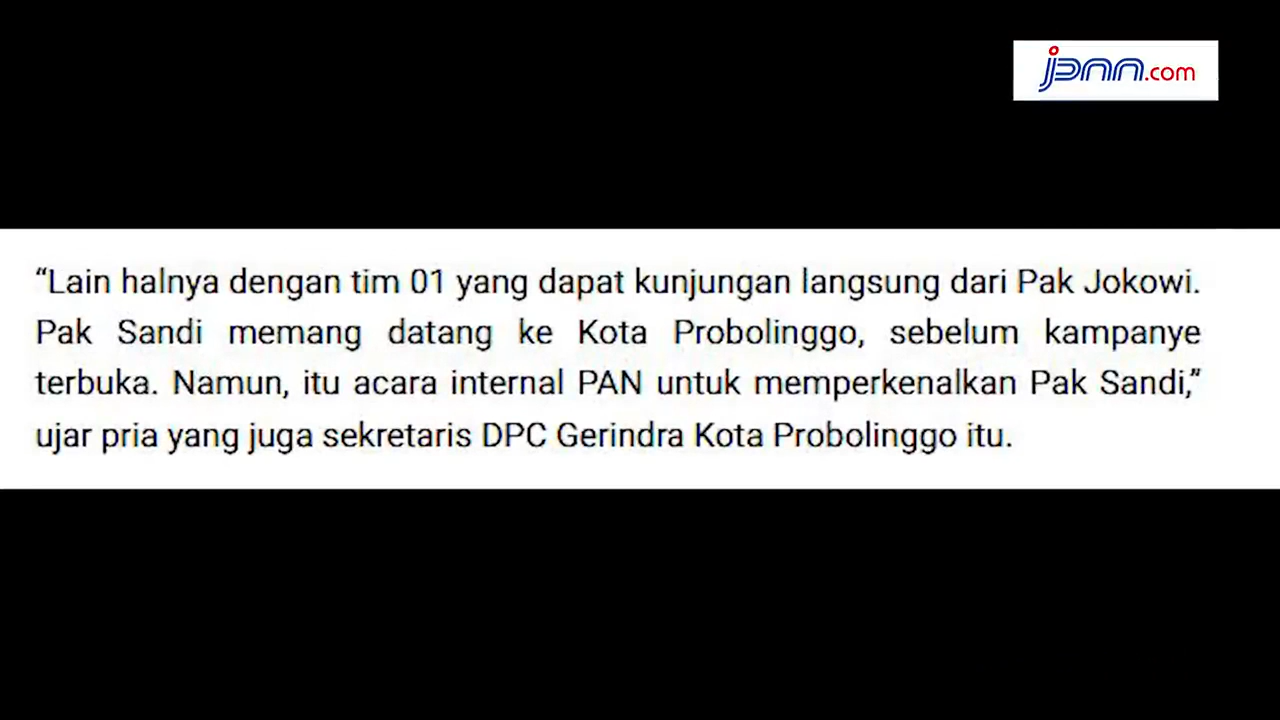 jpnn.com
“Lain halnya dengan tim 01 yang dapat kunjungan langsung dari Pak Jokowi.
Pak Sandi memang datang ke Kota Probolinggo, sebelum kampanye
terbuka. Namun, itu acara internal PAN untuk memperkenalkan Pak Sandi,”
ujar pria yang juga sekretaris DPC Gerindra Kota Probolinggo itu.